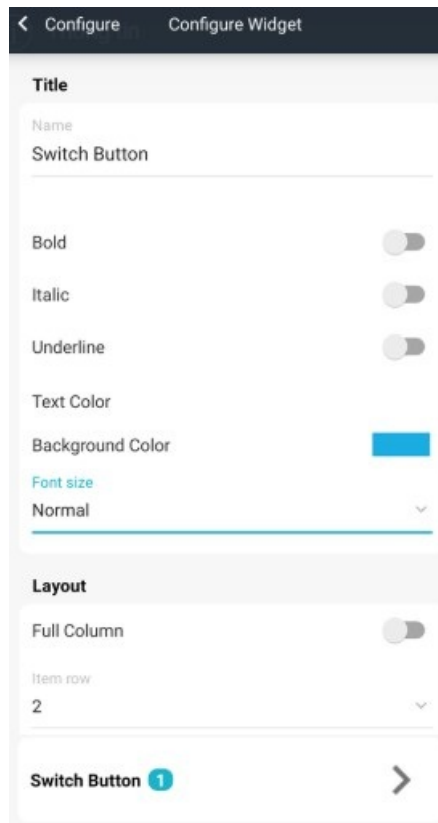 Configure Configure Widget
Title
Name
Switch Button
Bold
Italic
Underline
Text Color
Background Color
Font size
Normal
Layout
Full Column
Item row
2
Switch Button 1